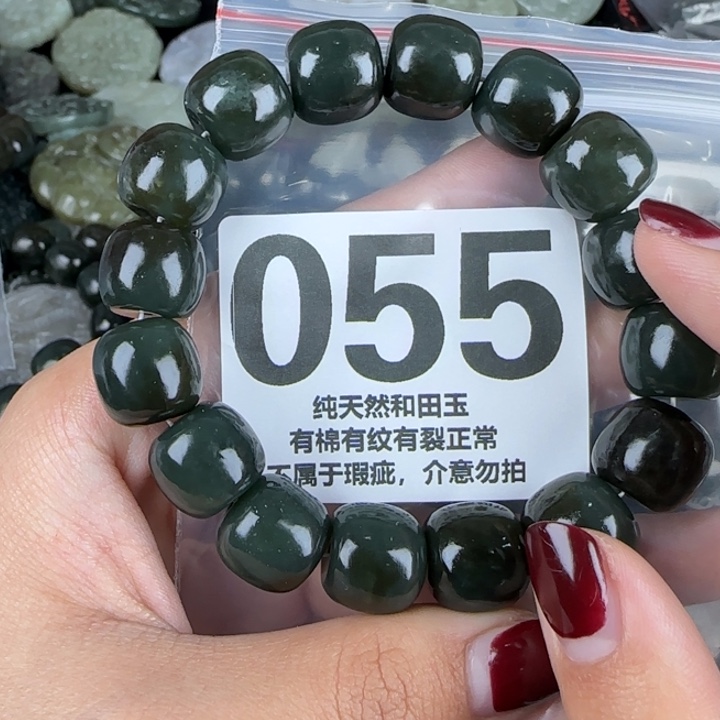 055
纯天然和田玉
有棉有纹有裂正常
不属于瑕疵，介意勿拍